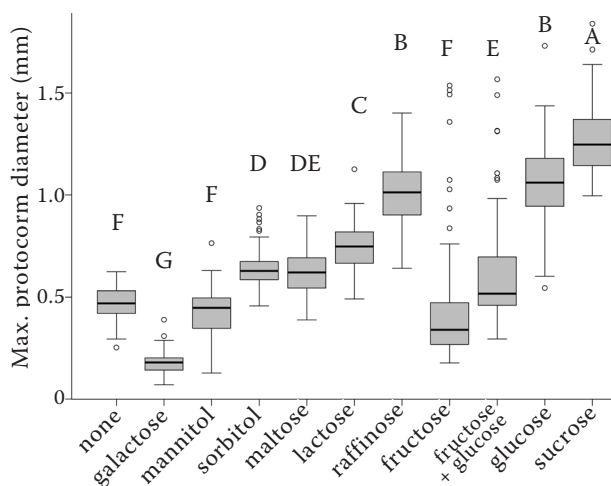 Max. protocorm diameter (mm)
1.5
1.0
0.5
0
F
G
F
D
DE
C
B
F
E
B
A
none
galactose
mannitol
sorbitol
maltose
lactose
raffinose
fructose
fructose
+ glucose
glucose
sucrose